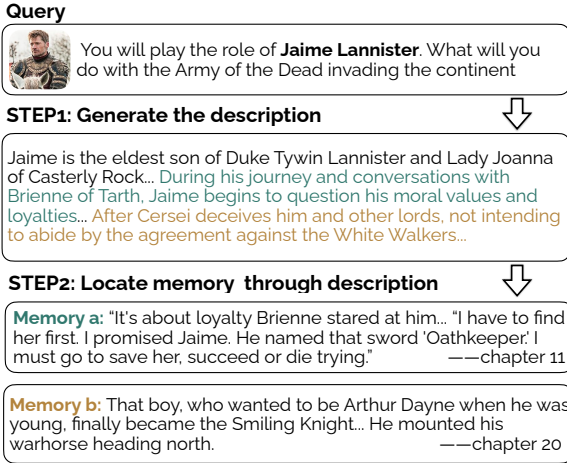 Query
You will play the role of Jaime Lannister. What will you
do with the Army of the Dead invading the continent
STEP1: Generate the description
Jaime is the eldest son of Duke Tywin Lannister and Lady Joanna
of Casterly Rock... During his journey and conversations with
Brienne of Tarth, Jaime begins to question his moral values and
loyalties... After Cersei deceives him and other lords, not intending
to abide by the agreement against the White Walkers...
STEP2: Locate memory through description
Memory a: “It's about loyalty Brienne stared at him... “I have to find
her first. I promised Jaime. He named that sword 'Oathkeeper.' I
must go to save her, succeed or die trying.” ——chapter 11
Memory b: That boy, who wanted to be Arthur Dayne when he was
young, finally became the Smiling Knight... He mounted his
warhorse heading north. ——chapter 20